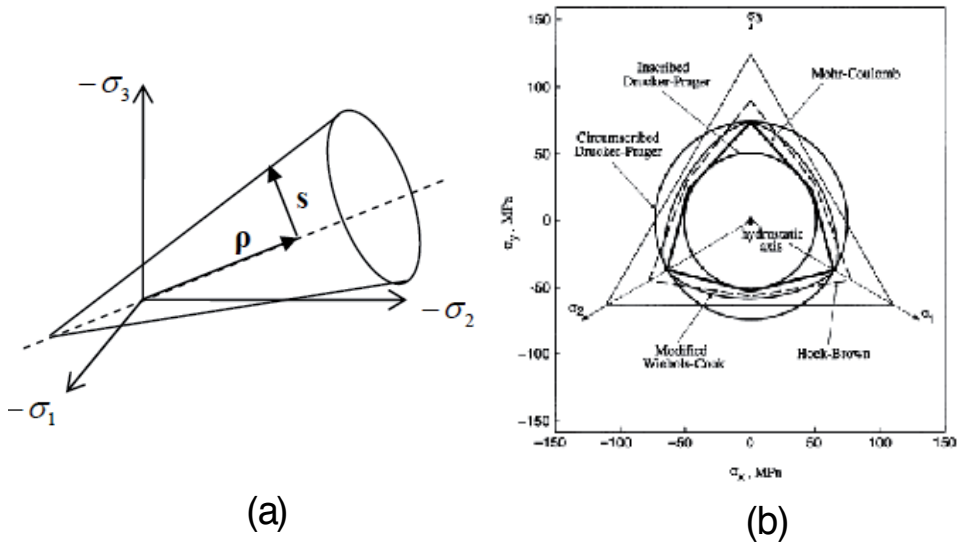 −σ3
s
ρ
−σ2
−σ1
(a)
150
100
50
0
−50
−100
−150
σy, MPa
Inscribed
Drucker-Prager
Mohr-Coulomb
Circumscribed
Drucker-Prager
hydrostatic
axis
σ2
σ1
Modified
Wiebols-Cook
Hoek-Brown
−150
−100
−50
0
50
100
150
σx, MPa
(b)